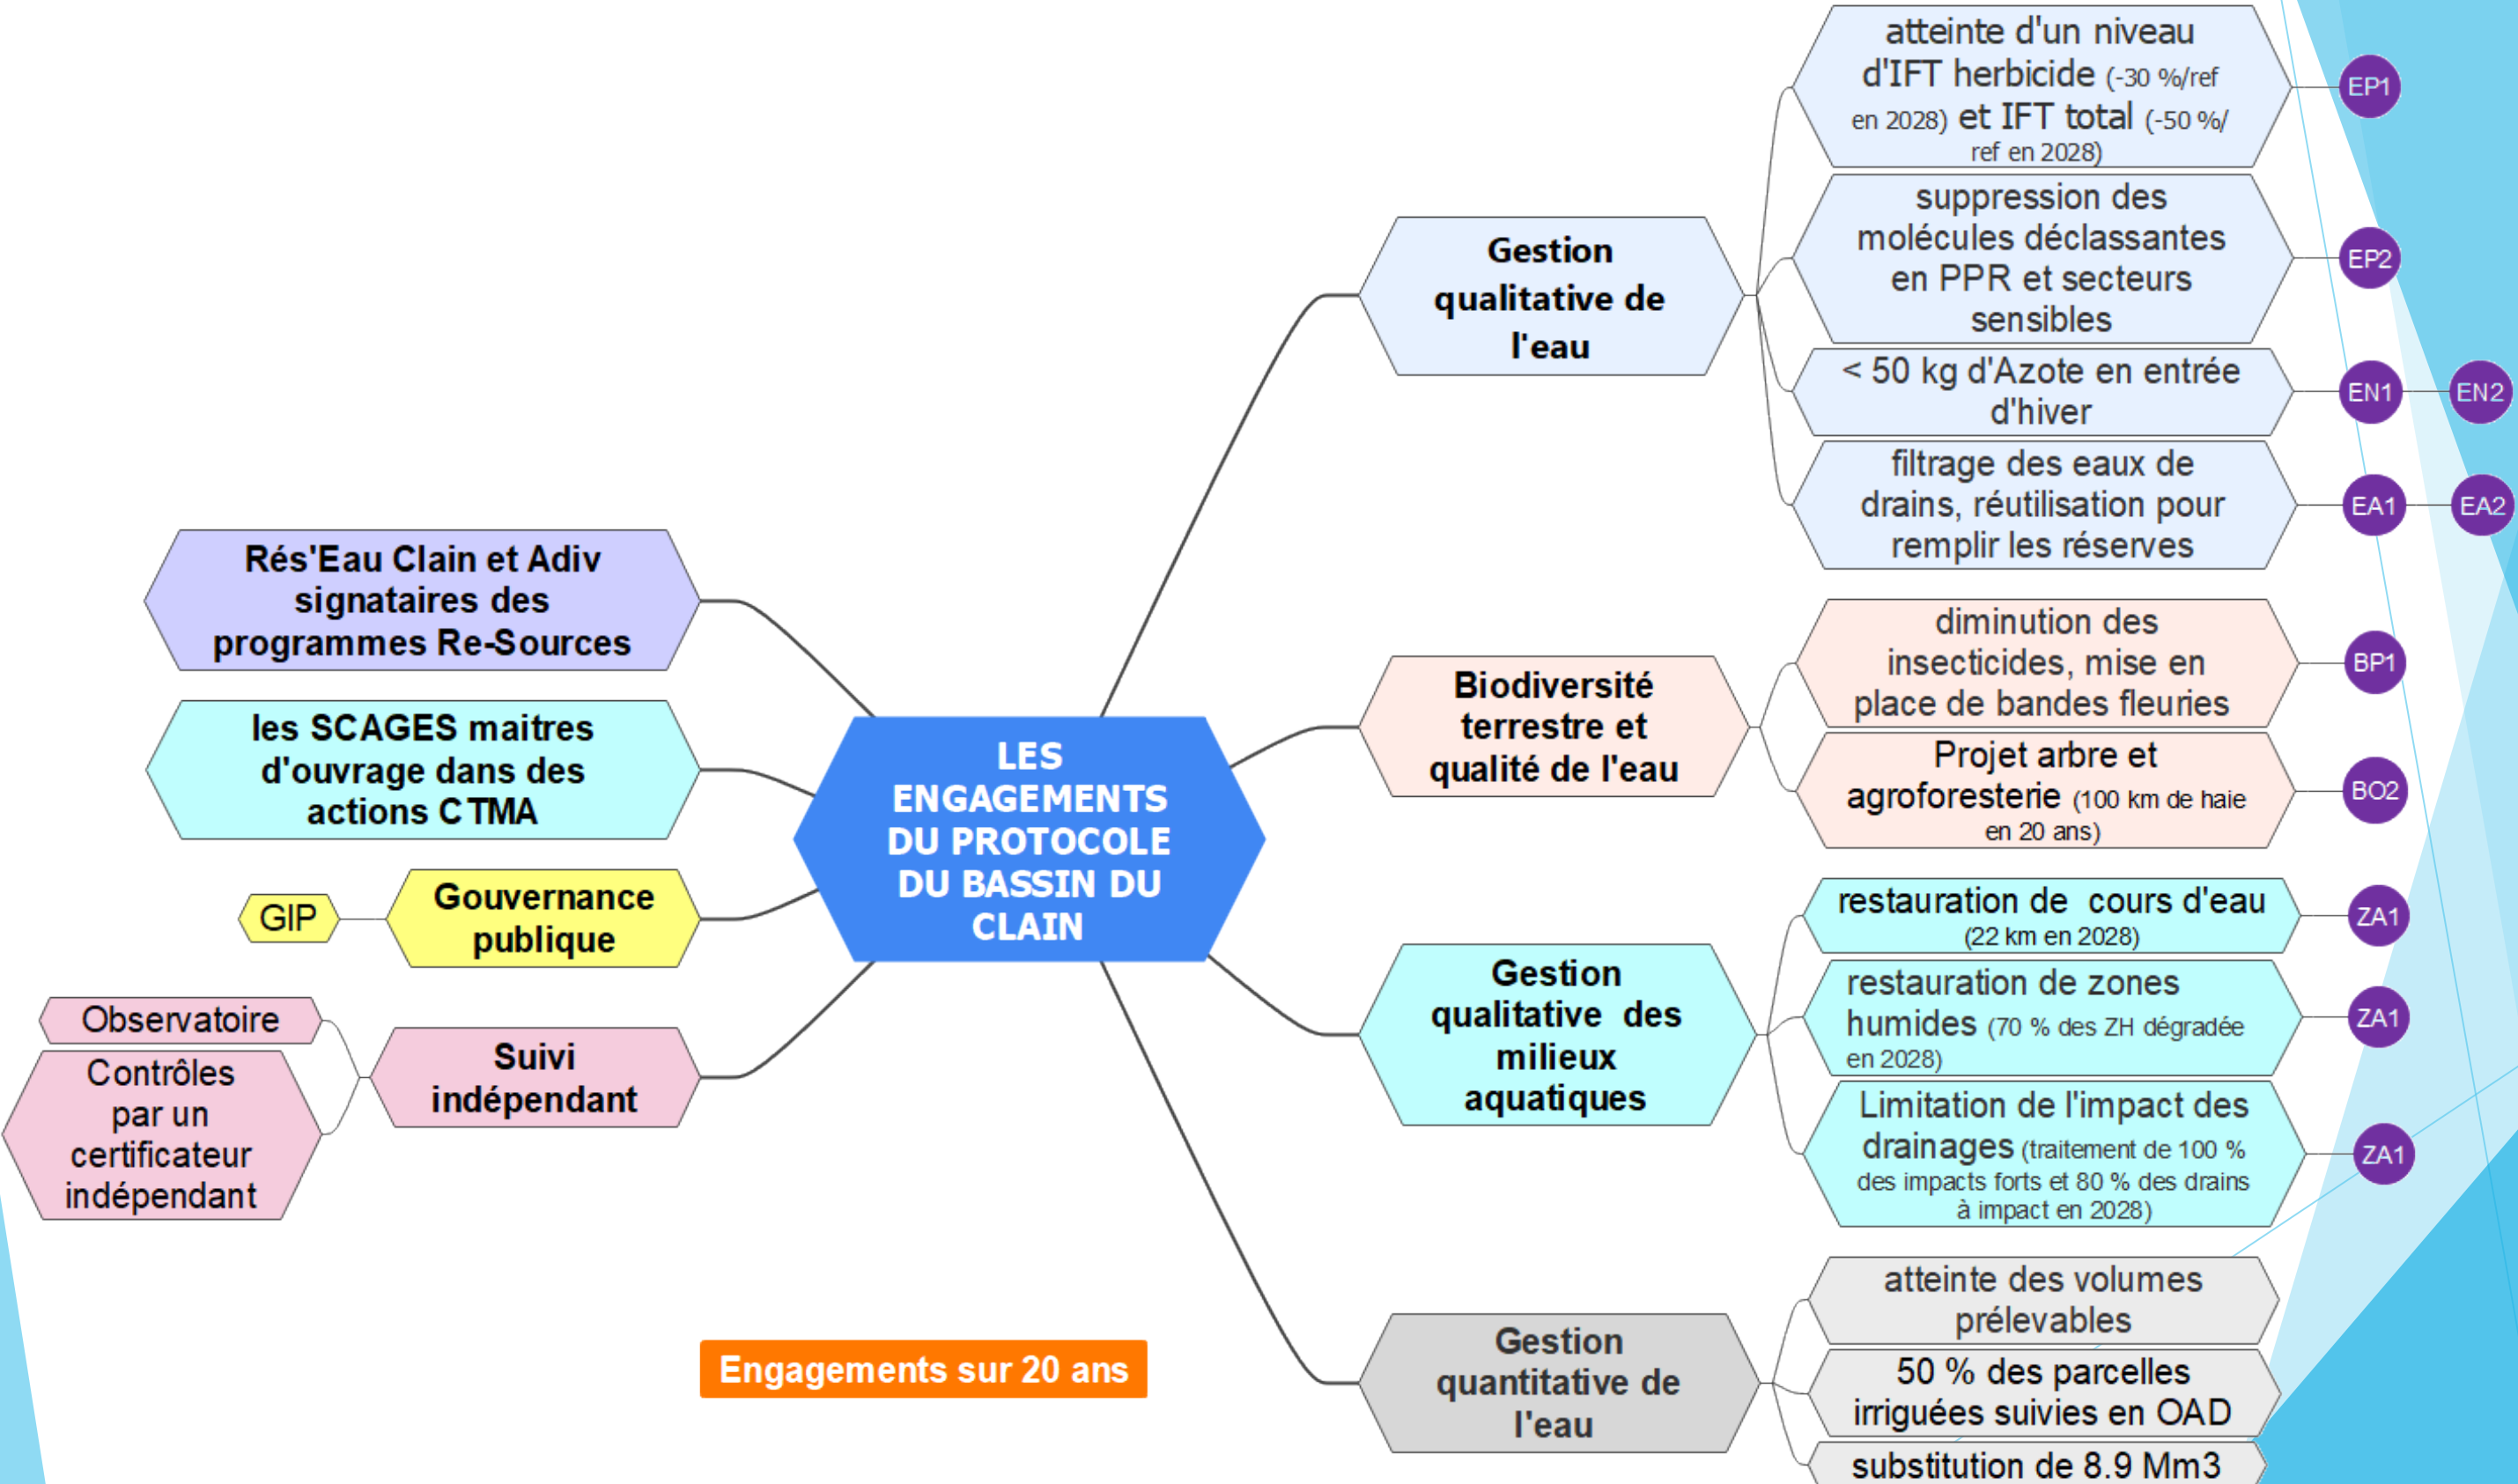 LES
ENGAGEMENTS
DU PROTOCOLE
DU BASSIN DU
CLAIN
Rés'Eau Clain et Adiv
signataires des
programmes Re-Sources
les SCAGES maitres
d'ouvrage dans des
actions CTMA
Gouvernance
publique
GIP
Suivi
indépendant
Observatoire
Contrôles
par un
certificateur
indépendant
Engagements sur 20 ans
Gestion
qualitative de
l'eau
atteinte d'un niveau
d'IFT herbicide (-30 %/ref
en 2028) et IFT total (-50 %/
ref en 2028)
EP1
suppression des
molécules déclassantes
en PPR et secteurs
sensibles
EP2
< 50 kg d'Azote en entrée
d'hiver
EN1
EN2
filtrage des eaux de
drains, réutilisation pour
remplir les réserves
EA1
EA2
Biodiversité
terrestre et
qualité de l'eau
diminution des
insecticides, mise en
place de bandes fleuries
BP1
Projet arbre et
agroforesterie (100 km de haie
en 20 ans)
BO2
Gestion
qualitative des
milieux
aquatiques
restauration de cours d'eau
(22 km en 2028)
ZA1
restauration de zones
humides (70 % des ZH dégradée
en 2028)
ZA1
Limitation de l'impact des
drainages (traitement de 100 %
des impacts forts et 80 % des drains
à impact en 2028)
ZA1
Gestion
quantitative de
l'eau
atteinte des volumes
prélevables
50 % des parcelles
irriguées suivies en OAD
substitution de 8.9 Mm3